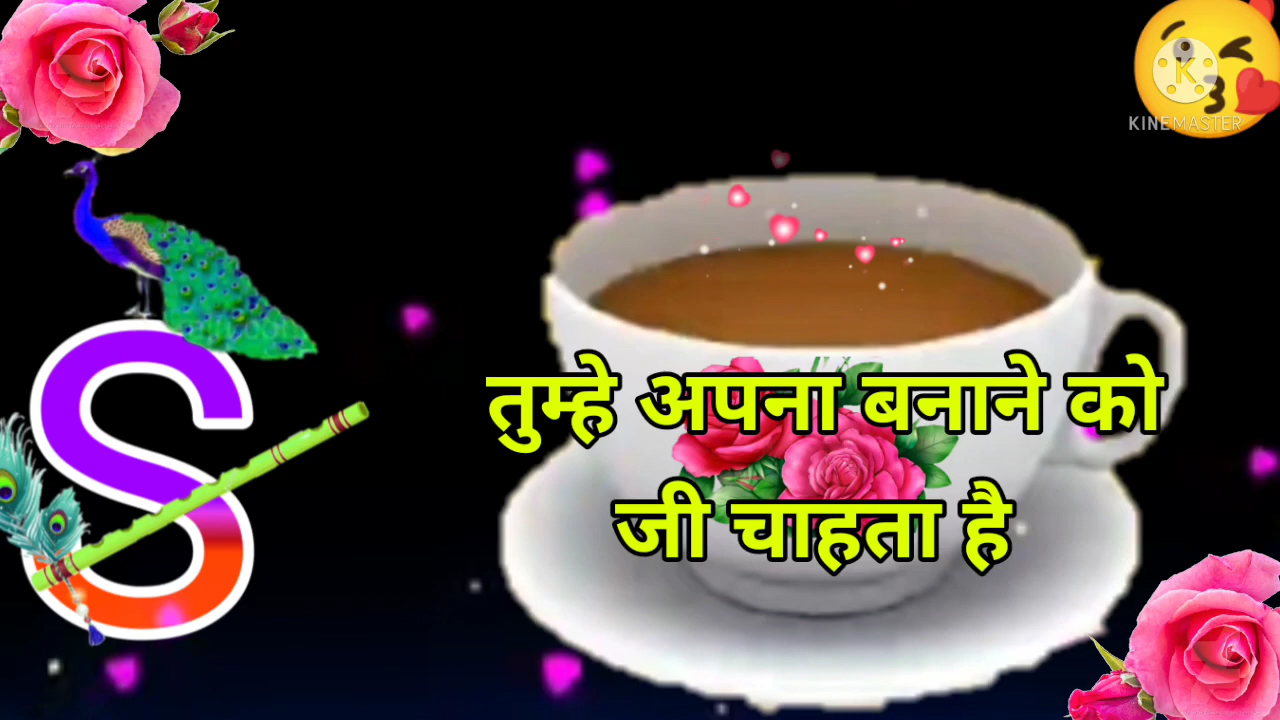 K
KINEMASTER
S
तुम्हे अपना बनाने को
जी चाहता है